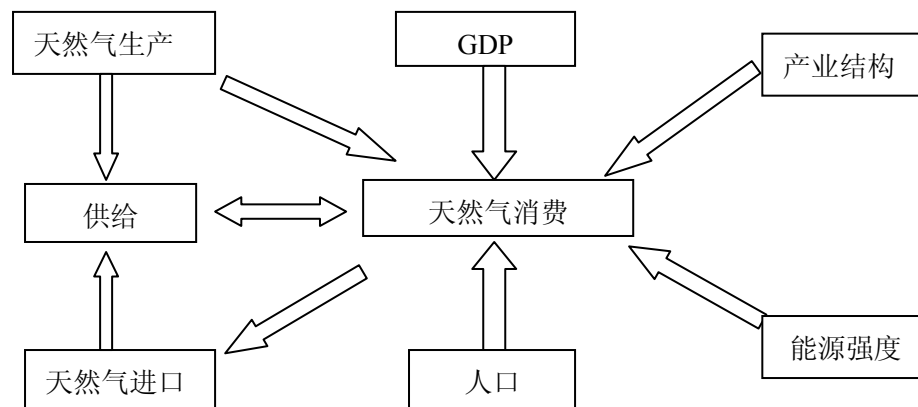 天然气生产
GDP
产业结构
供给
天然气消费
天然气进口
人口
能源强度